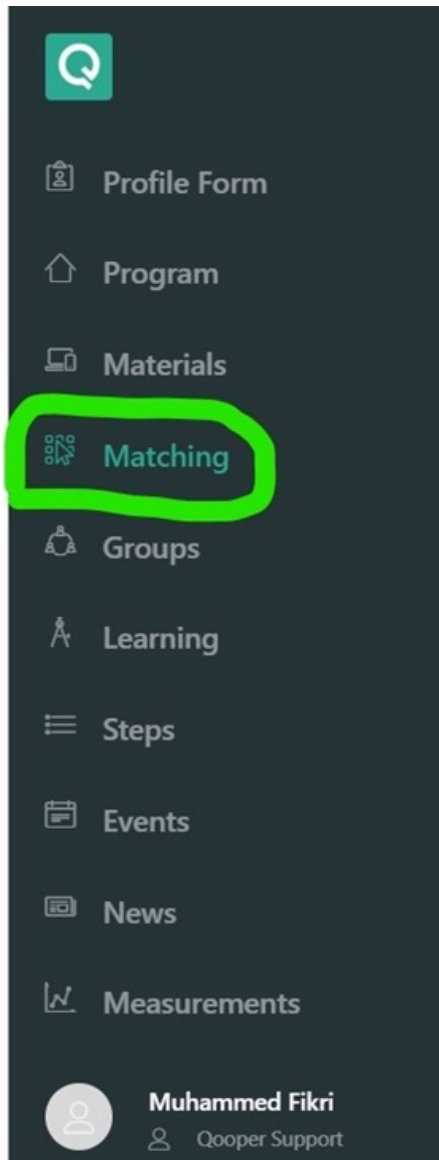 Q
Profile Form
Program
Materials
Matching
Groups
Learning
Steps
Events
News
Measurements
Muhammed Fikri
Qooper Support